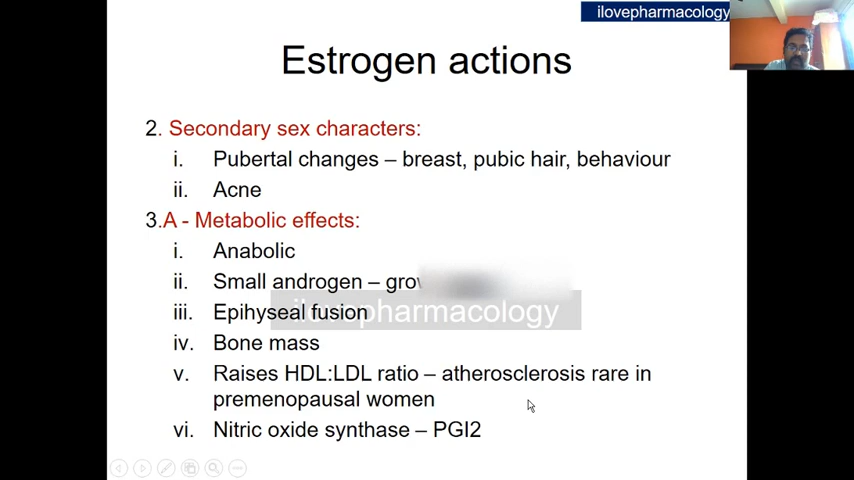 ilovepharmacology
Estrogen actions
2. Secondary sex characters:
i. Pubertal changes – breast, pubic hair, behaviour
ii. Acne
3.A - Metabolic effects:
i. Anabolic
ii. Small androgen –
iii. Epihyseal fusion
ilovepharmacology
iv. Bone mass
v. Raises HDL:LDL ratio – atherosclerosis rare in
premenopausal women
vi. Nitric oxide synthase – PGI2